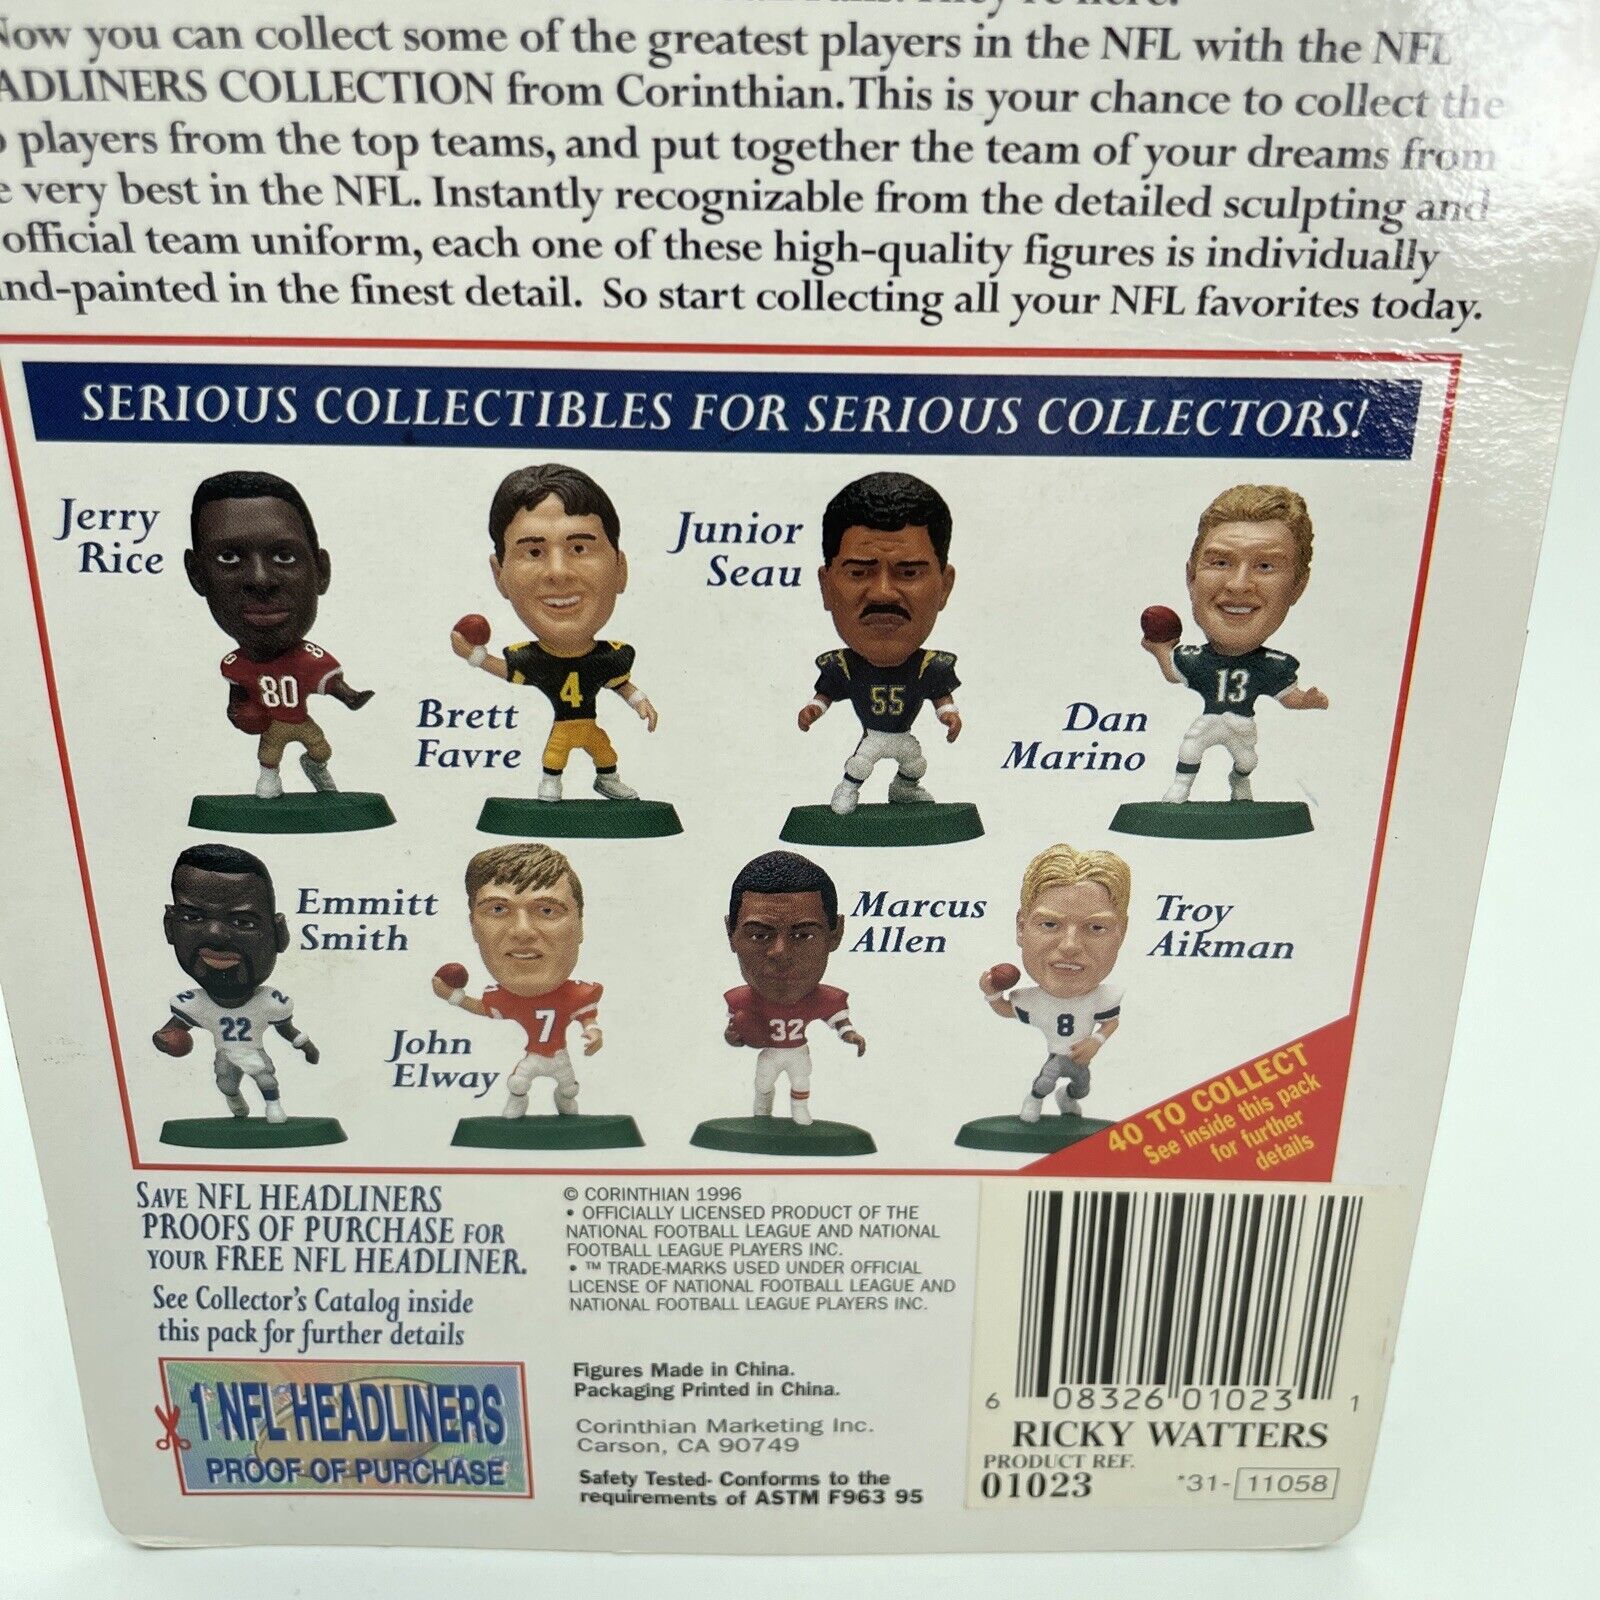 They're here.
Now you can collect some of the greatest players in the NFL with the NFL
ADLINERS COLLECTION from Corinthian. This is your chance to collect the
players from the top teams, and put together the team of your dreams from
e very best in the NFL. Instantly recognizable from the detailed sculpting and
official team uniform, each one of these high-quality figures is individually
nd-painted in the finest detail. So start collecting all your NFL favorites today.
SERIOUS COLLECTIBLES FOR SERIOUS COLLECTORS!
Jerry
Rice
80
80
Brett
Favre
4
4
Junior
Seau
55
55
55
Dan
Marino
13
13
1
Emmitt
Smith
2
2
22
John
Elway
7
Marcus
Allen
32
Troy
Aikman
8
40 TO COLLECT
See inside this pack
for further
details
SAVE NFL HEADLINERS
PROOFS OF PURCHASE FOR
YOUR FREE NFL HEADLINER.
See Collector's Catalog inside
this pack for further details
1 NFL HEADLINERS
PROOF-OF-PURCHASE
© CORINTHIAN 1996
• OFFICIALLY LICENSED PRODUCT OF THE
NATIONAL FOOTBALL LEAGUE AND NATIONAL
FOOTBALL LEAGUE PLAYERS INC.
• ™ TRADE-MARKS USED UNDER OFFICIAL
LICENSE OF NATIONAL FOOTBALL LEAGUE AND
NATIONAL FOOTBALL LEAGUE PLAYERS INC.
Figures Made in China.
Packaging Printed in China.
Corinthian Marketing Inc.
Carson, CA 90749
Safety Tested- Conforms to the
requirements of ASTM F963 95
6 08326 01023 1
RICKY WATTERS
PRODUCT REF.
01023 *31- 11058